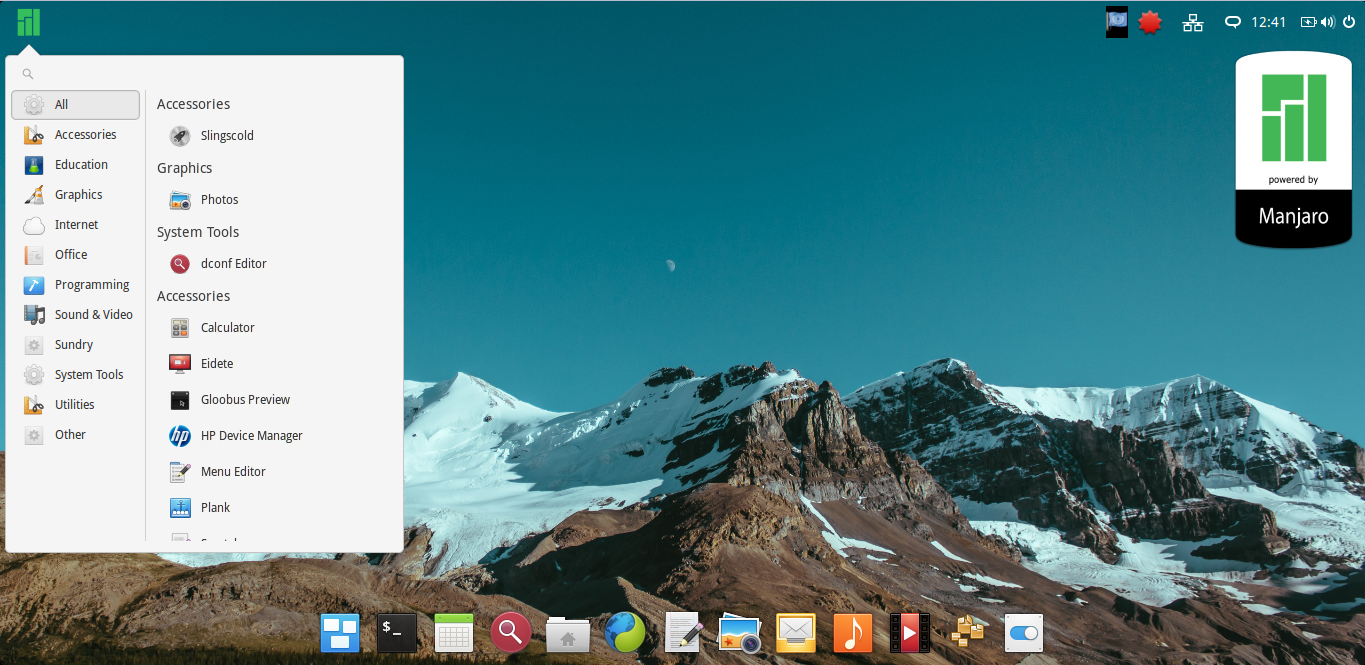 12:41
All
Accessories
Education
Graphics
Internet
Office
Programming
Sound & Video
Sundry
System Tools
Utilities
Other
Accessories
Slingscold
Graphics
Photos
System Tools
dconf Editor
Accessories
Calculator
Eidete
Gloobus Preview
hp HP Device Manager
Menu Editor
Plank
powered by
Manjaro
$_